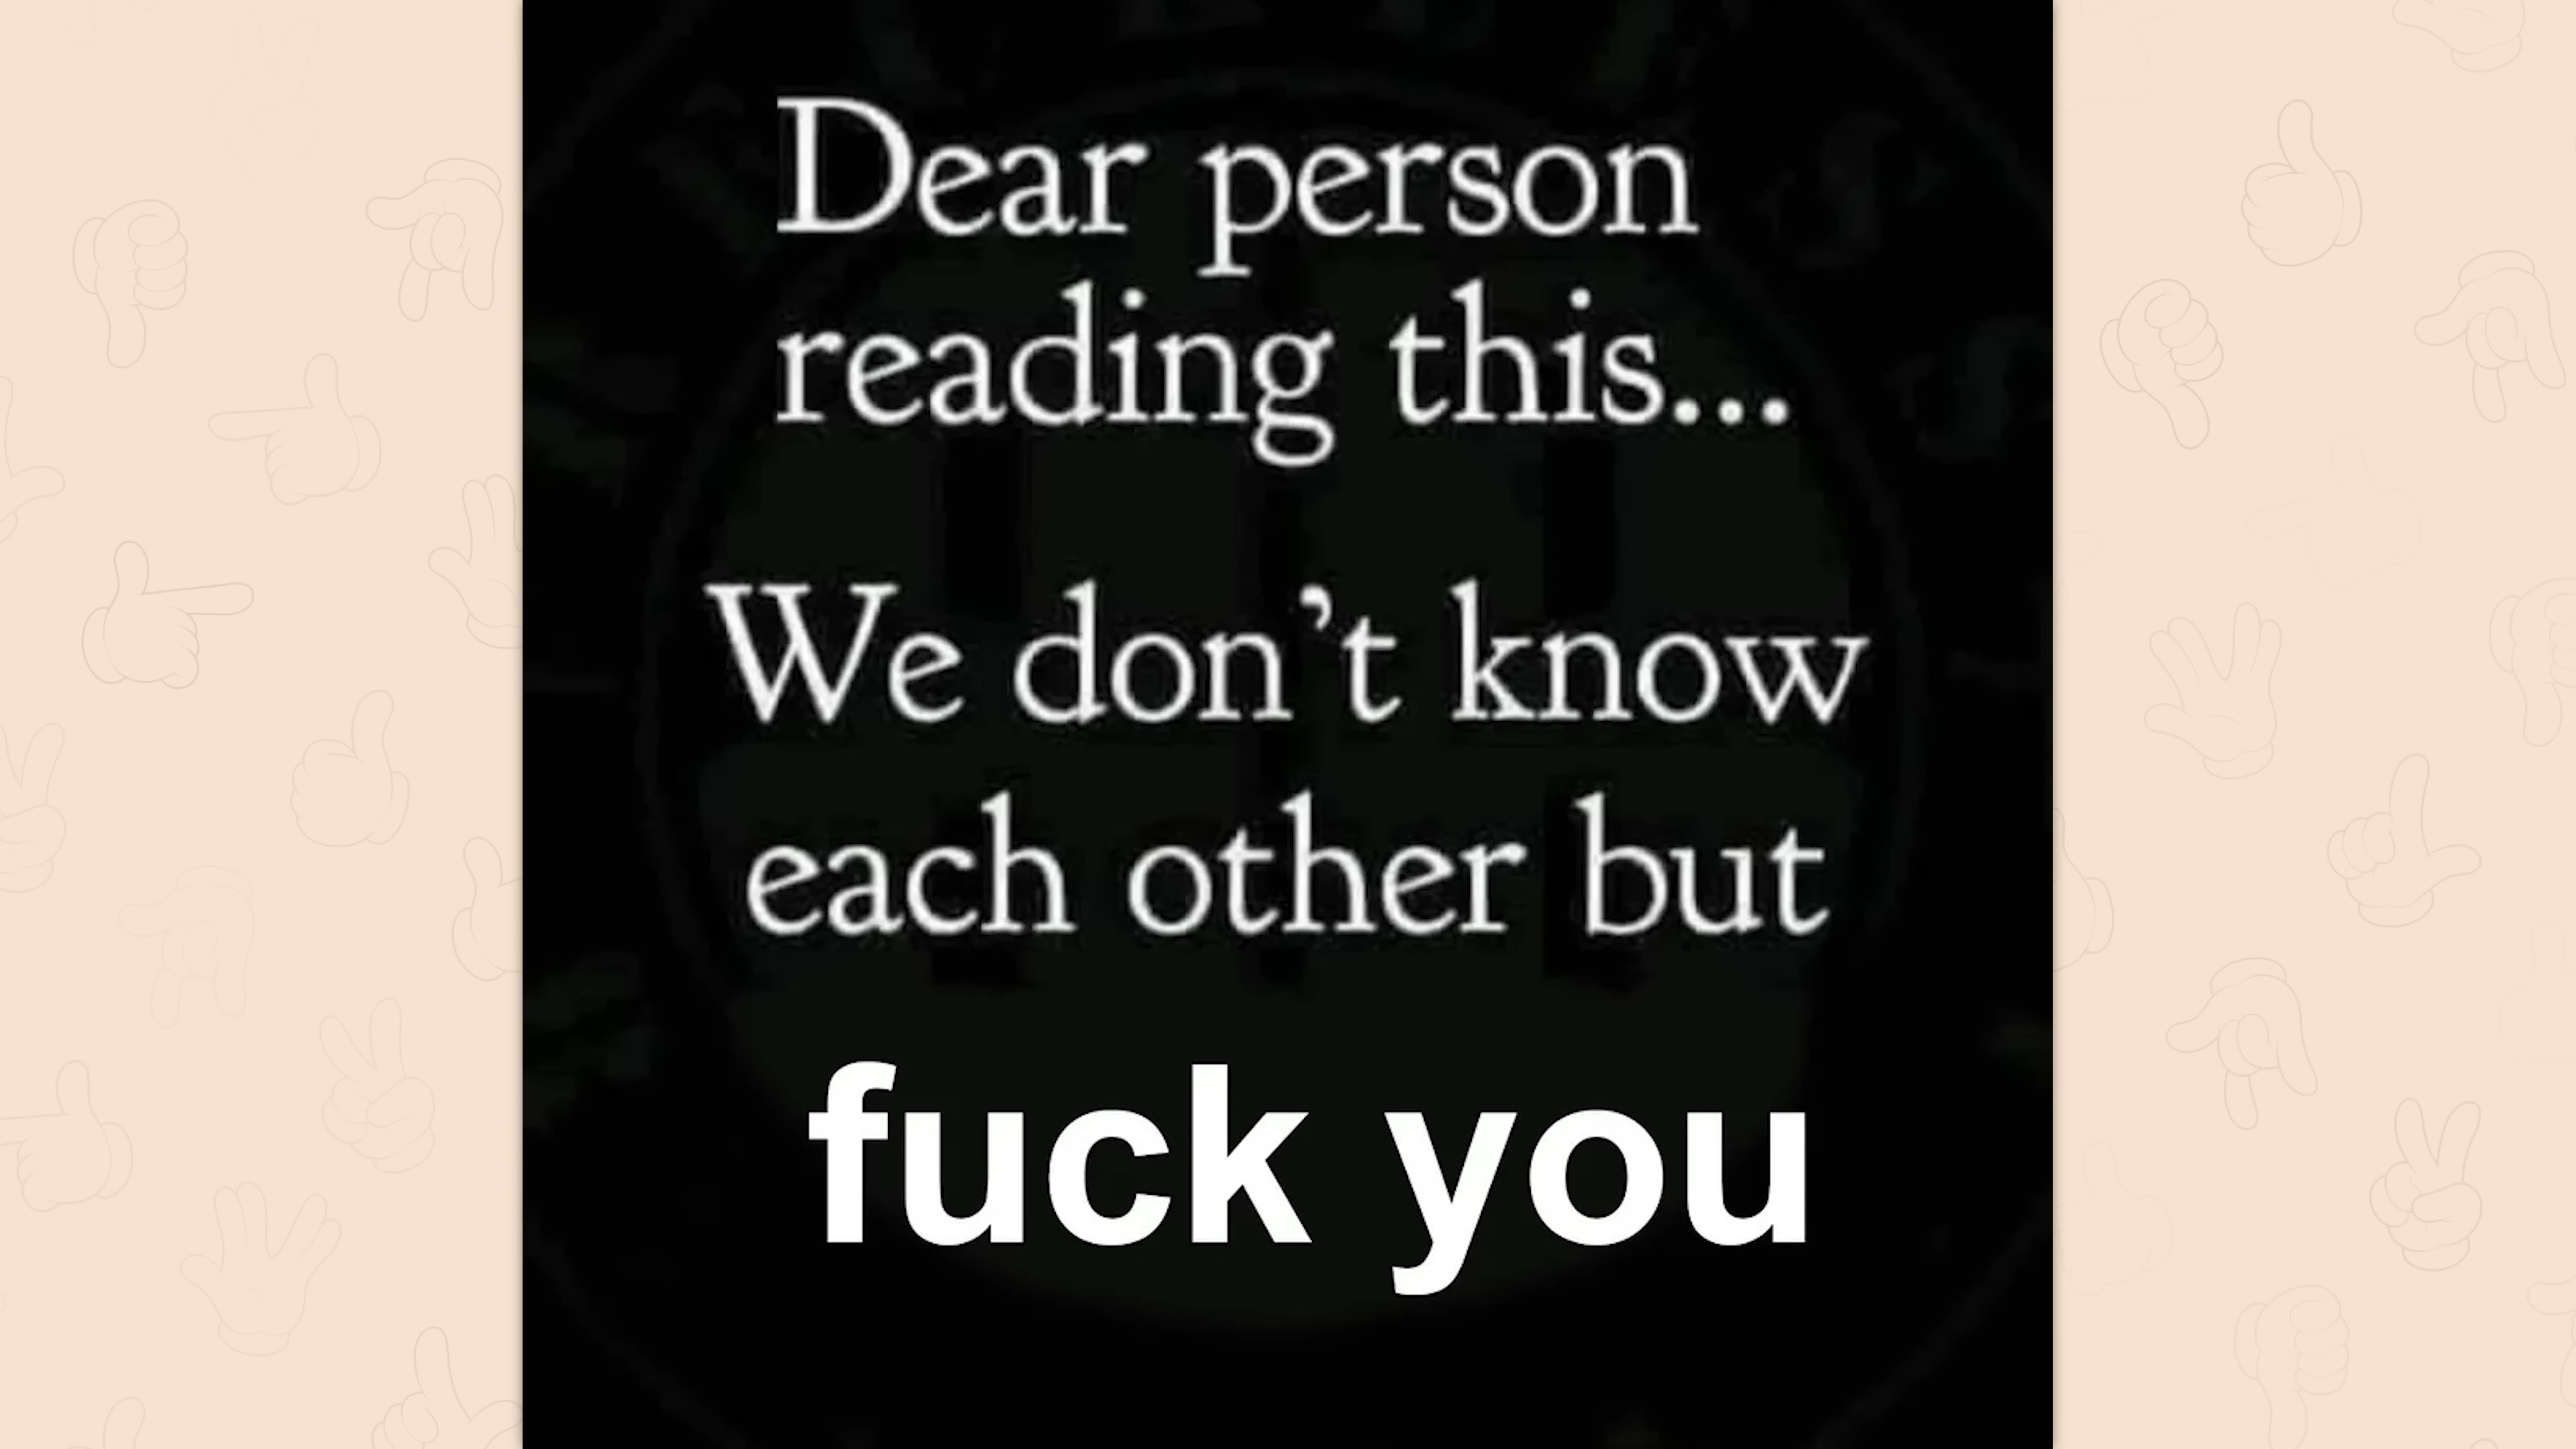 Dear person
reading this...
We don’t know
each other but
fuck you